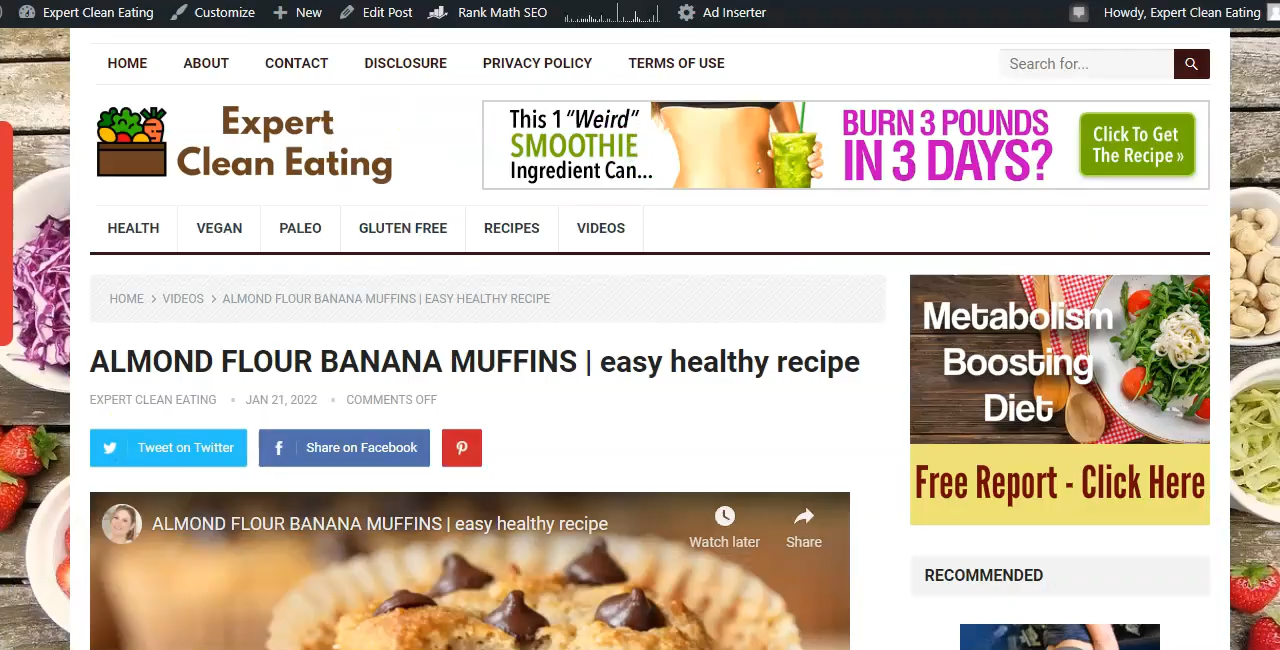 Expert Clean Eating Customize New Edit Post Rank Math SEO Ad Inserter Howdy, Expert Clean Eating
HOME ABOUT CONTACT DISCLOSURE PRIVACY POLICY TERMS OF USE Search for...
Expert
Clean Eating
This 1 "Weird"
SMOOTHIE
Ingredient Can...
BURN 3 POUNDS
IN 3 DAYS?
Click To Get
The Recipe »
HEALTH VEGAN PALEO GLUTEN FREE RECIPES VIDEOS
HOME > VIDEOS > ALMOND FLOUR BANANA MUFFINS | EASY HEALTHY RECIPE
ALMOND FLOUR BANANA MUFFINS | easy healthy recipe
EXPERT CLEAN EATING • JAN 21, 2022 • COMMENTS OFF
Tweet on Twitter Share on Facebook
ALMOND FLOUR BANANA MUFFINS | easy healthy recipe
Watch later Share
Metabolism
Boosting
Diet
Free Report - Click Here
RECOMMENDED